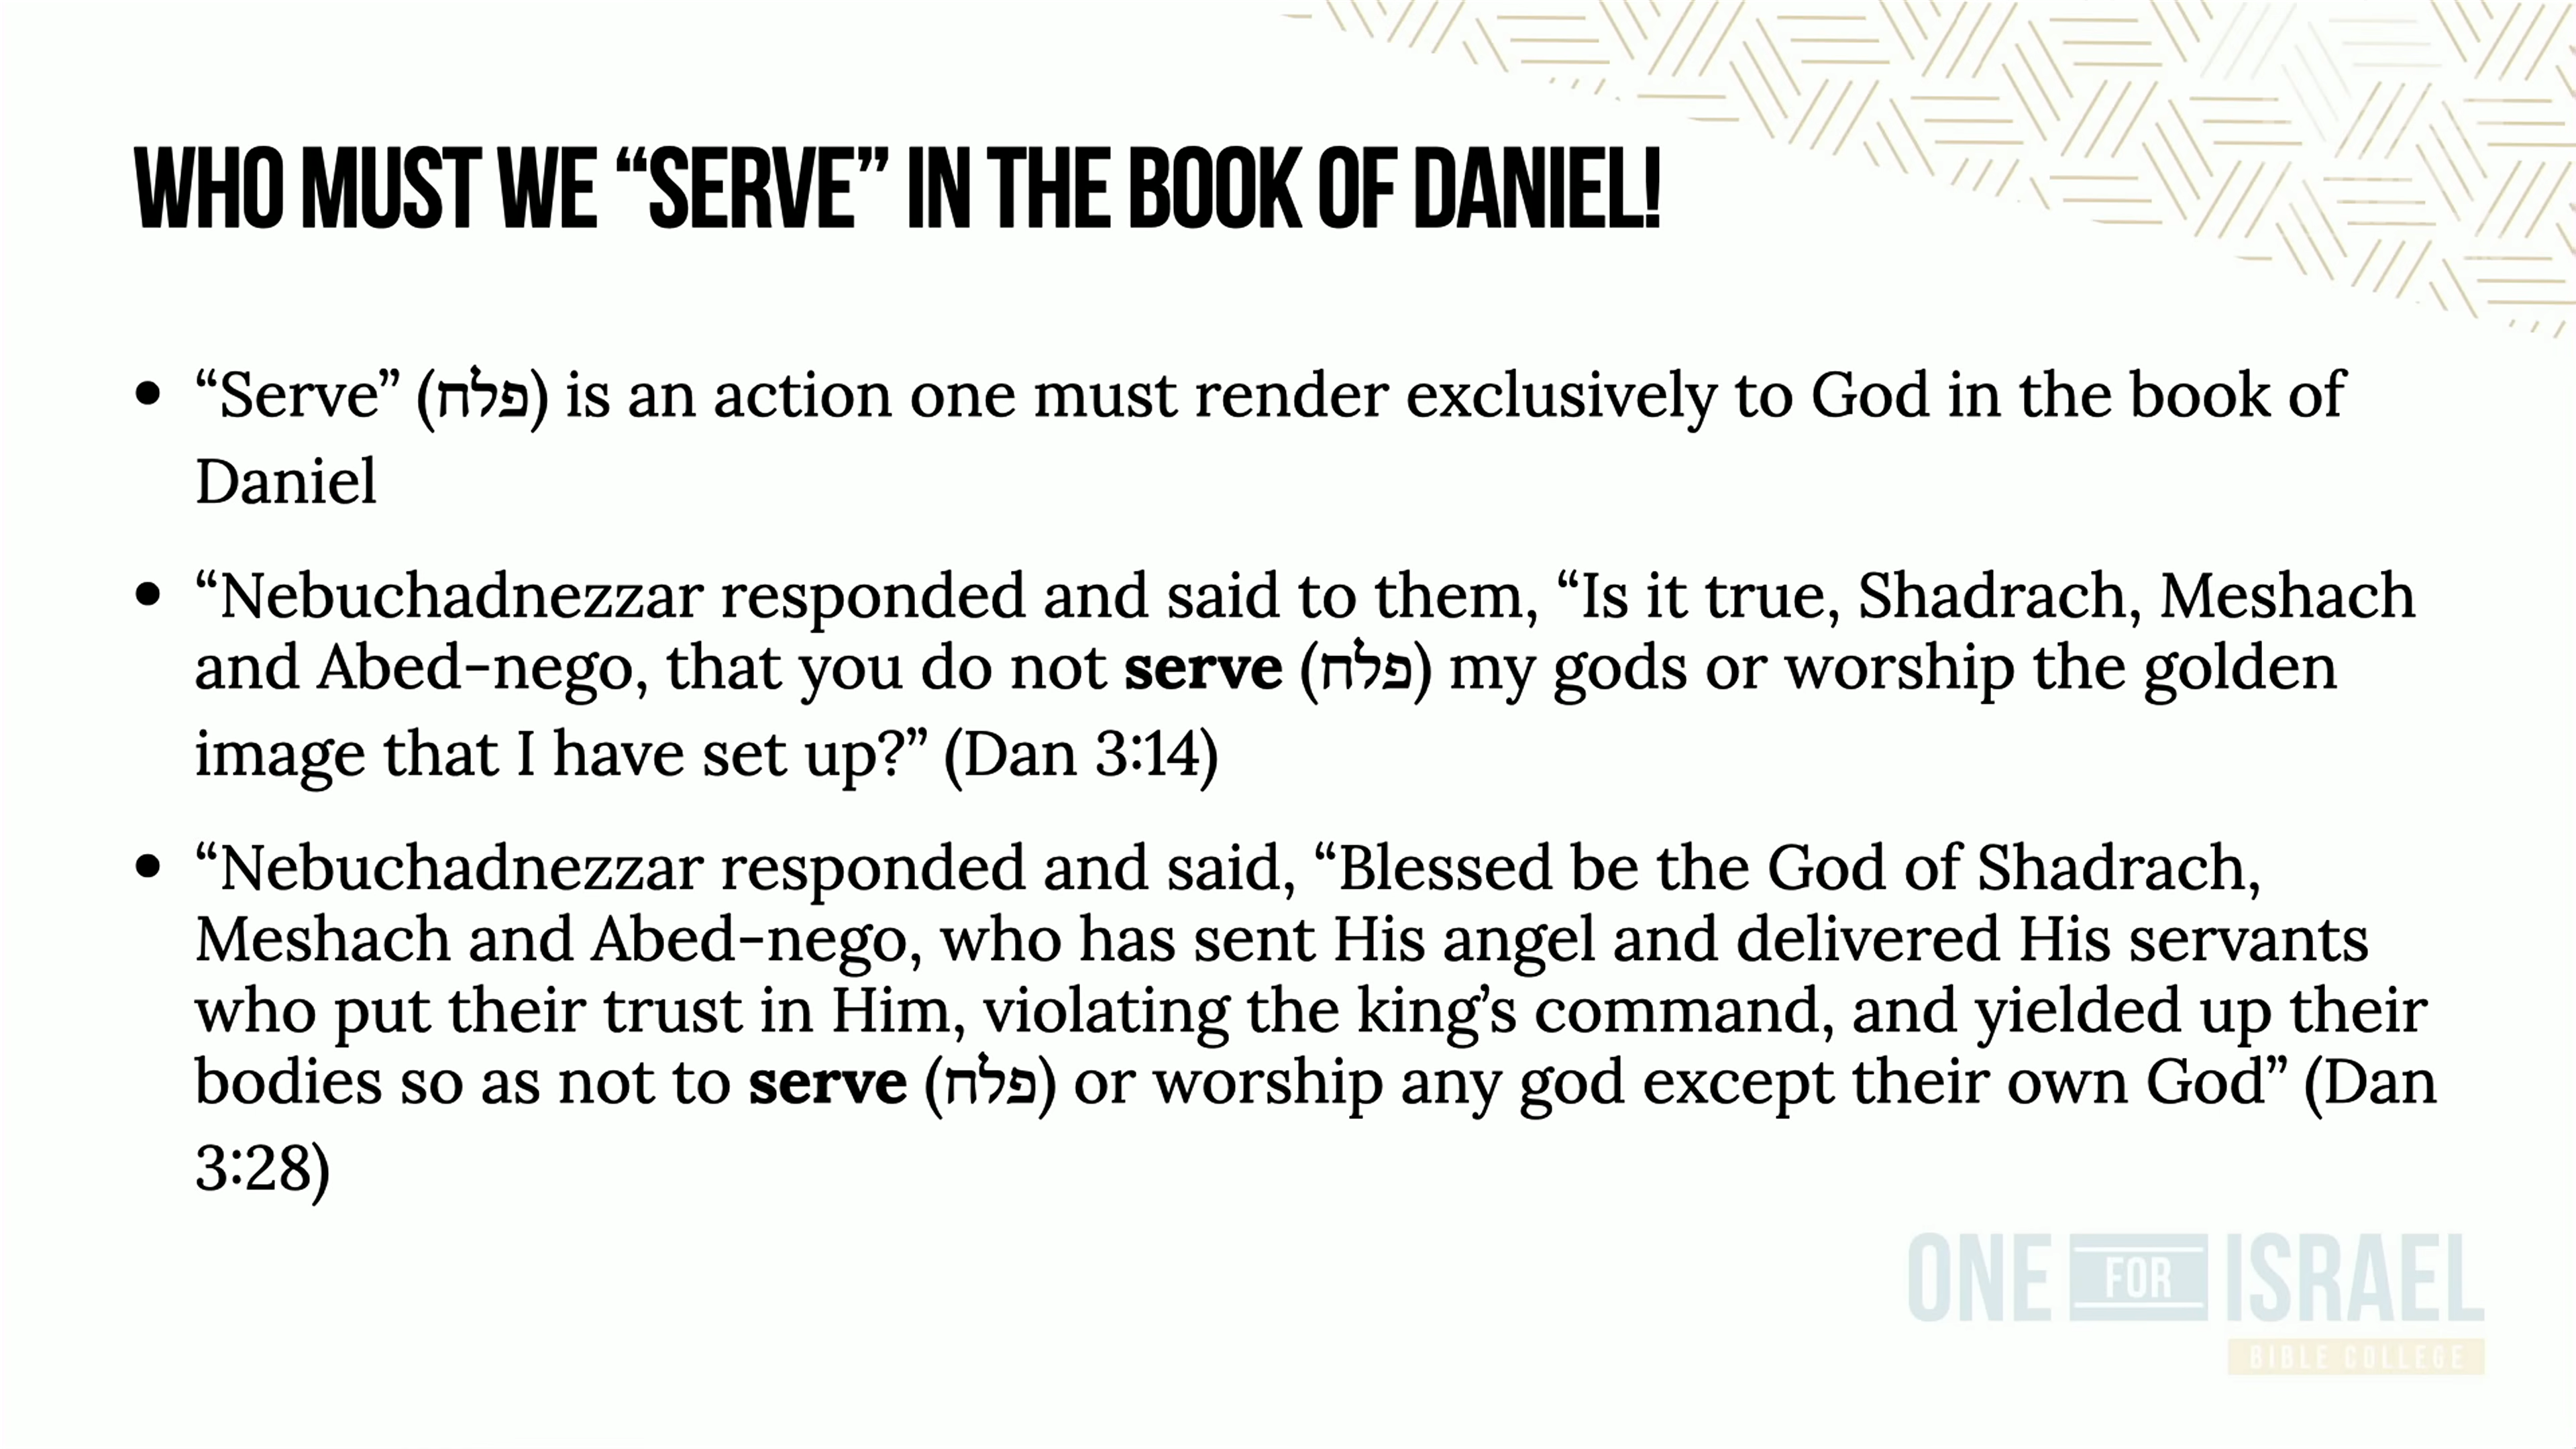 WHO MUST WE “SERVE” IN THE BOOK OF DANIEL!
• “Serve” (פלח) is an action one must render exclusively to God in the book of
Daniel
• “Nebuchadnezzar responded and said to them, “Is it true, Shadrach, Meshach
and Abed-nego, that you do not serve (פלח) my gods or worship the golden
image that I have set up?” (Dan 3:14)
• “Nebuchadnezzar responded and said, “Blessed be the God of Shadrach,
Meshach and Abed-nego, who has sent His angel and delivered His servants
who put their trust in Him, violating the king’s command, and yielded up their
bodies so as not to serve (פלח) or worship any god except their own God” (Dan
3:28)
ONE FOR ISRAEL
BIBLE COLLEGE